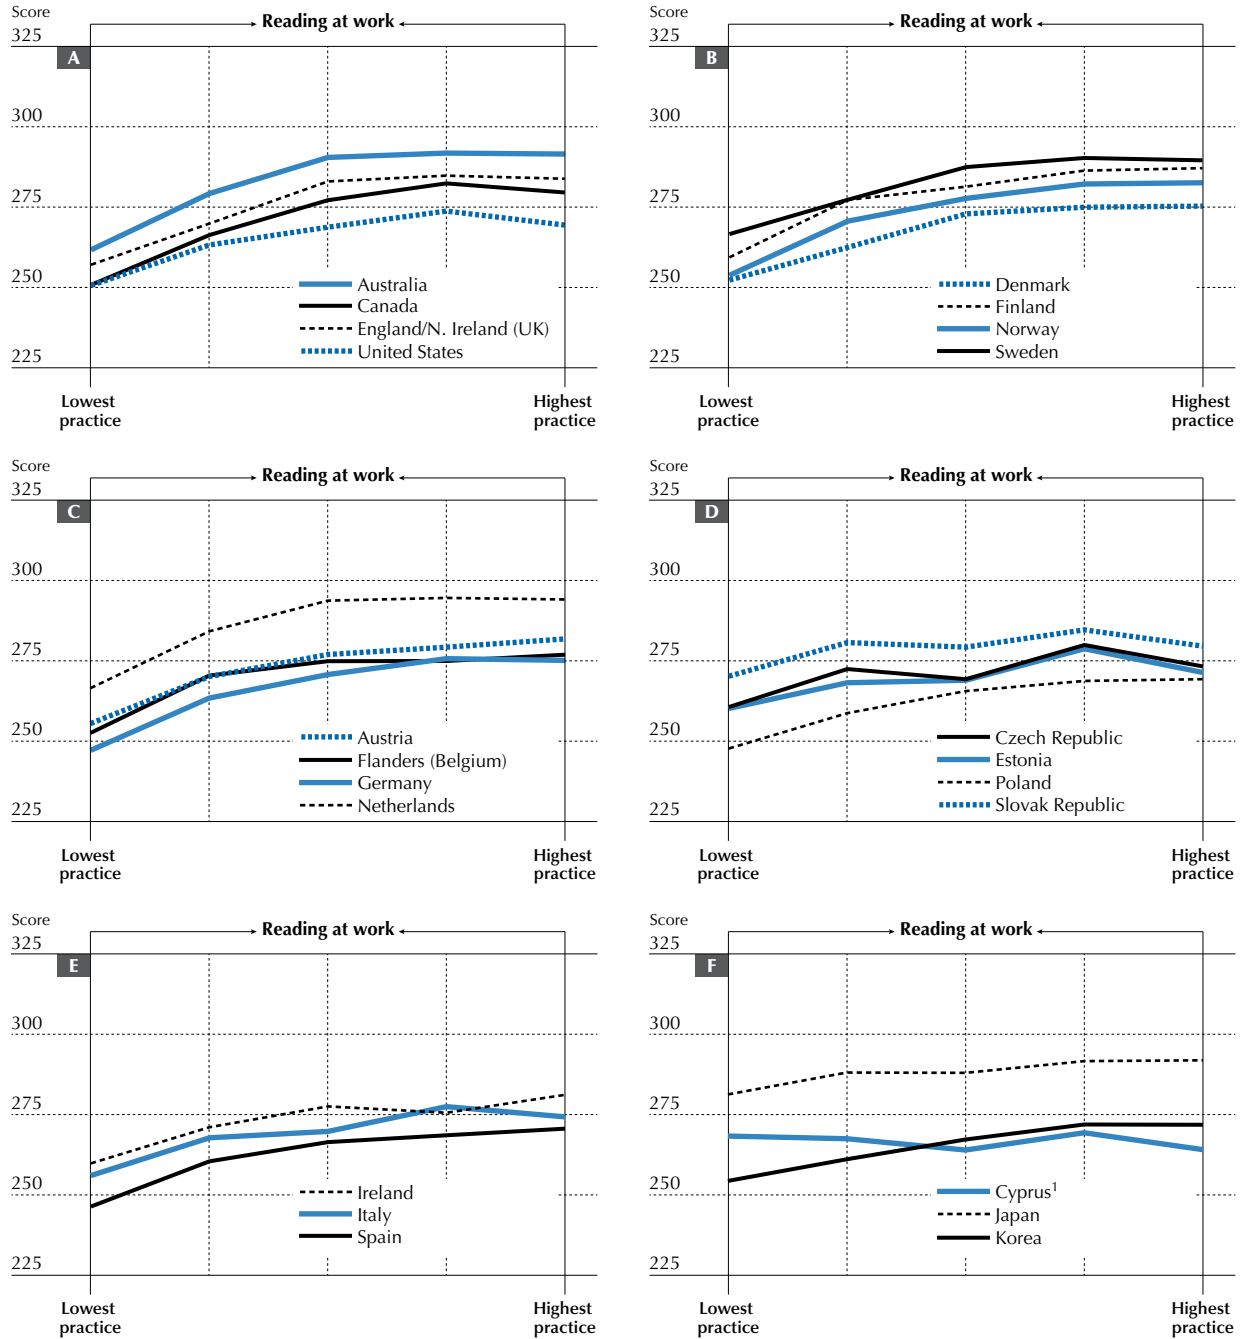 Score
Reading at work
325
A
300
275
250
Australia
Canada
England/N. Ireland (UK)
United States
225
Lowest
practice
Highest
practice
Score
Reading at work
325
B
300
275
250
Denmark
Finland
Norway
Sweden
225
Lowest
practice
Highest
practice
Score
Reading at work
325
C
300
275
250
Austria
Flanders (Belgium)
Germany
Netherlands
225
Lowest
practice
Highest
practice
Score
Reading at work
325
D
300
275
250
Czech Republic
Estonia
Poland
Slovak Republic
225
Lowest
practice
Highest
practice
Score
Reading at work
325
E
300
275
250
Ireland
Italy
Spain
225
Lowest
practice
Highest
practice
Score
Reading at work
325
F
300
275
250
Cyprus¹
Japan
Korea
225
Lowest
practice
Highest
practice